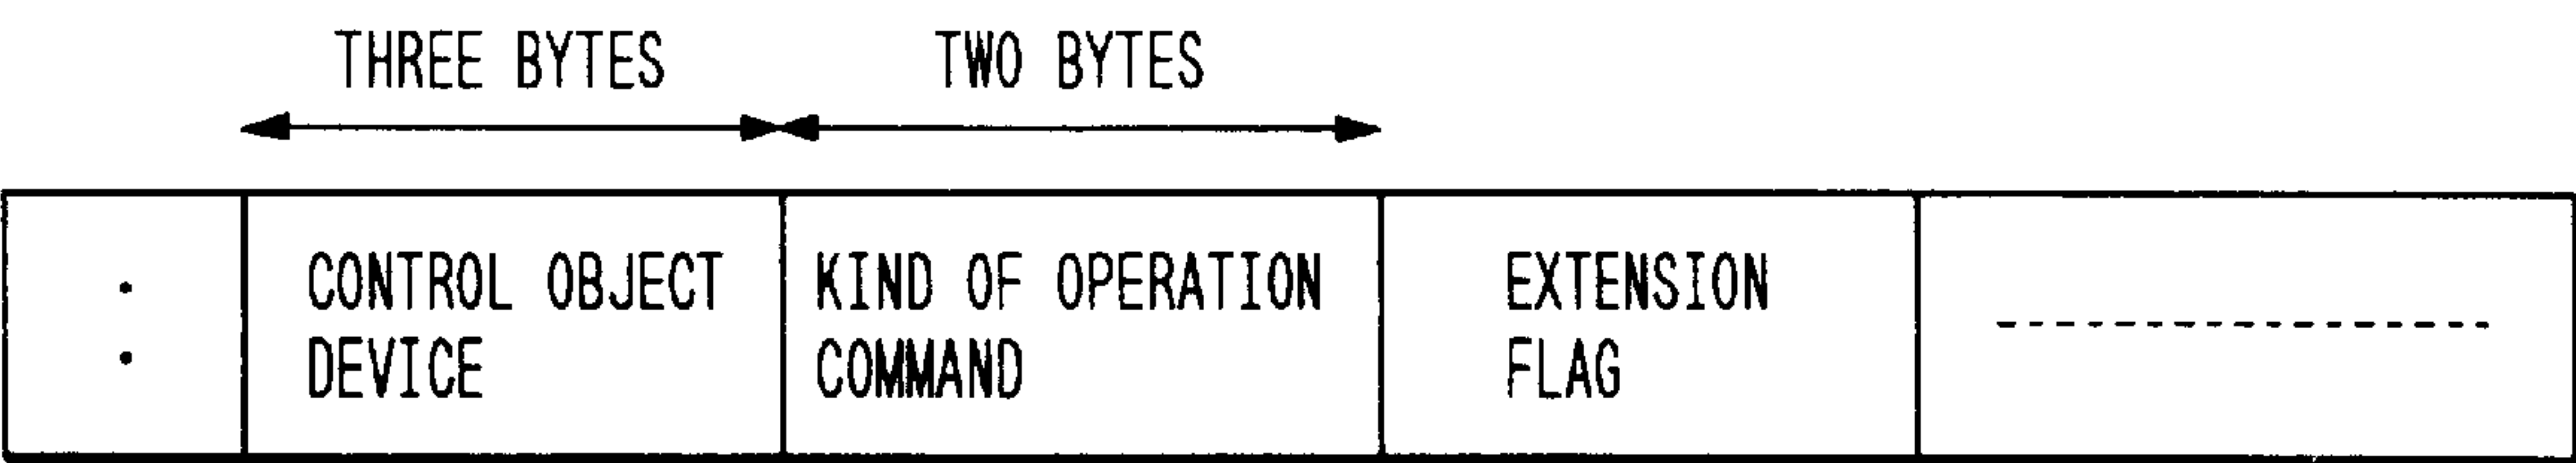 THREE BYTES TWO BYTES
: CONTROL OBJECT DEVICE KIND OF OPERATION COMMAND EXTENSION FLAG ----------------